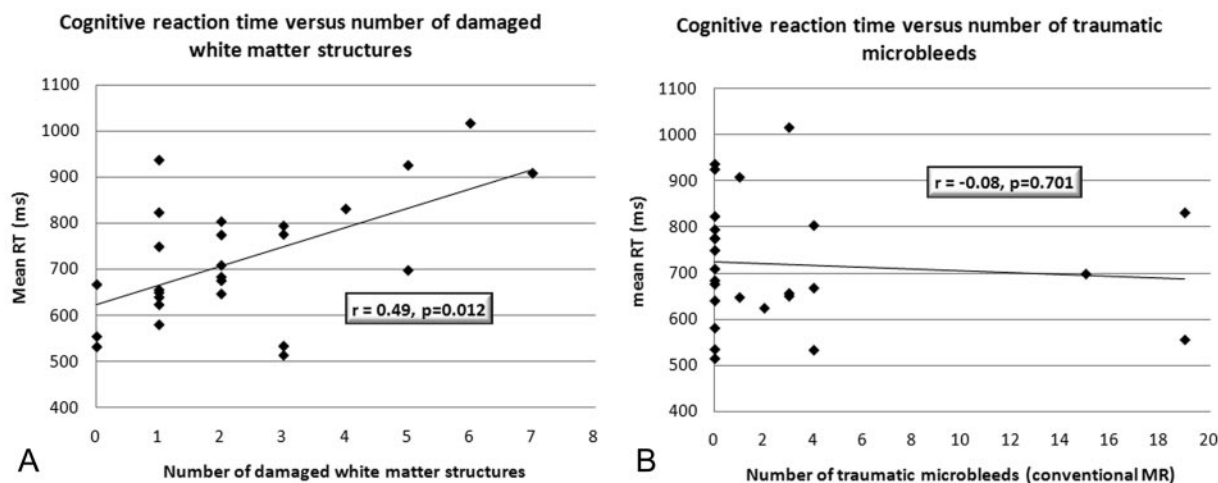 Cognitive reaction time versus number of damaged
white matter structures
1100
1000
900
800
700
600
500
400
Mean RT (ms)
r = 0.49, p=0.012
0 1 2 3 4 5 6 7 8
Number of damaged white matter structures
A
Cognitive reaction time versus number of traumatic
microbleeds
1100
1000
900
800
700
600
500
400
mean RT (ms)
r = -0.08, p=0.701
0 2 4 6 8 10 12 14 16 18 20
Number of traumatic microbleeds (conventional MR)
B